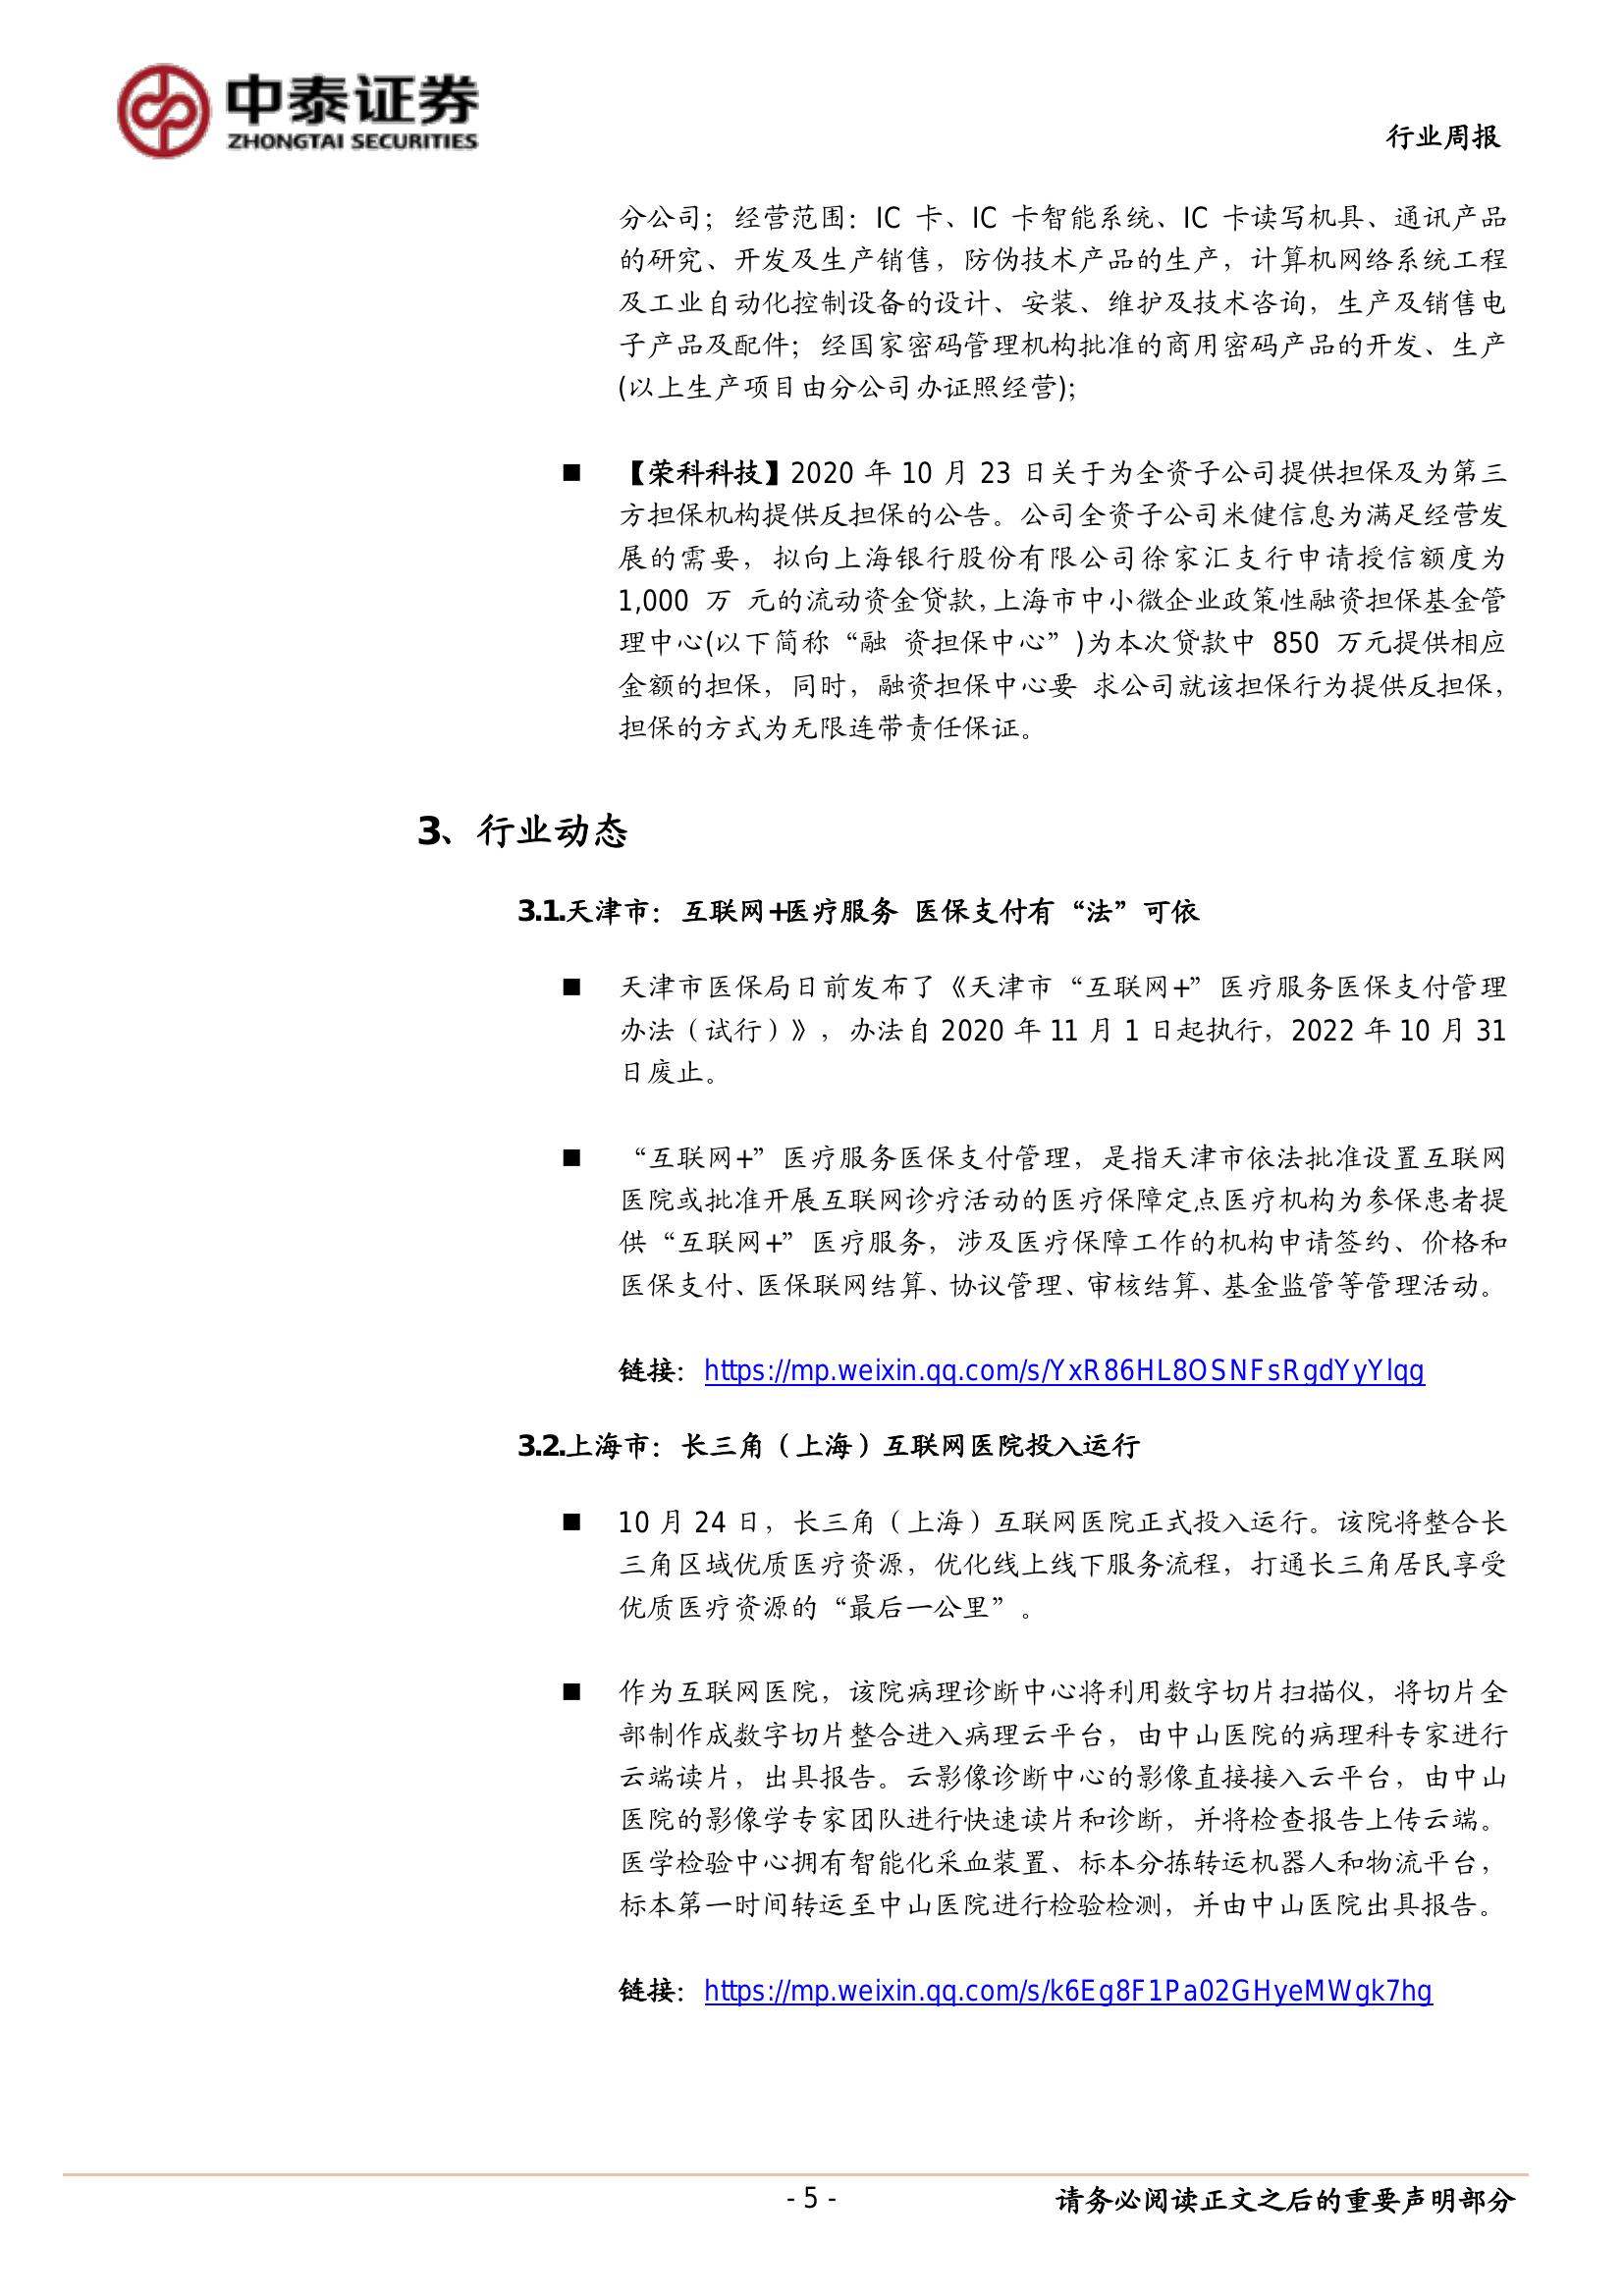 中泰证券
ZHONGTAI SECURITIES
行业周报
分公司；经营范围：IC 卡、IC 卡智能系统、IC 卡读写机具、通讯产品
的研究、开发及生产销售，防伪技术产品的生产，计算机网络系统工程
及工业自动化控制设备的设计、安装、维护及技术咨询，生产及销售电
子产品及配件；经国家密码管理机构批准的商用密码产品的开发、生产
(以上生产项目由分公司办证照经营)；
■ 【荣科科技】2020 年 10 月 23 日关于为全资子公司提供担保及为第三
方担保机构提供反担保的公告。公司全资子公司米健信息为满足经营发
展的需要，拟向上海银行股份有限公司徐家汇支行申请授信额度为
1,000 万 元的流动资金贷款，上海市中小微企业政策性融资担保基金管
理中心(以下简称“融 资担保中心”)为本次贷款中 850 万元提供相应
金额的担保，同时，融资担保中心要 求公司就该担保行为提供反担保，
担保的方式为无限连带责任保证。
3、行业动态
3.1.天津市：互联网+医疗服务 医保支付有“法”可依
■ 天津市医保局日前发布了《天津市“互联网+”医疗服务医保支付管理
办法（试行）》，办法自 2020 年 11 月 1 日起执行，2022 年 10 月 31
日废止。
■ “互联网+”医疗服务医保支付管理，是指天津市依法批准设置互联网
医院或批准开展互联网诊疗活动的医疗保障定点医疗机构为参保患者提
供“互联网+”医疗服务，涉及医疗保障工作的机构申请签约、价格和
医保支付、医保联网结算、协议管理、审核结算、基金监管等管理活动。
链接：https://mp.weixin.qq.com/s/YxR86HL8OSNFsRgdYyYlqg
3.2.上海市：长三角（上海）互联网医院投入运行
■ 10 月 24 日，长三角（上海）互联网医院正式投入运行。该院将整合长
三角区域优质医疗资源，优化线上线下服务流程，打通长三角居民享受
优质医疗资源的“最后一公里”。
■ 作为互联网医院，该院病理诊断中心将利用数字切片扫描仪，将切片全
部制作成数字切片整合进入病理云平台，由中山医院的病理科专家进行
云端读片，出具报告。云影像诊断中心的影像直接接入云平台，由中山
医院的影像学专家团队进行快速读片和诊断，并将检查报告上传云端。
医学检验中心拥有智能化采血装置、标本分拣转运机器人和物流平台，
标本第一时间转运至中山医院进行检验检测，并由中山医院出具报告。
链接：https://mp.weixin.qq.com/s/k6Eg8F1Pa02GHyeMWgk7hg
- 5 -
请务必阅读正文之后的重要声明部分